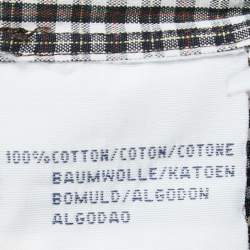 100%COTTON/COTON/COTONE
BAUMWOLLE/KATOEN
BOMULD/ALGODON
ALGODAO